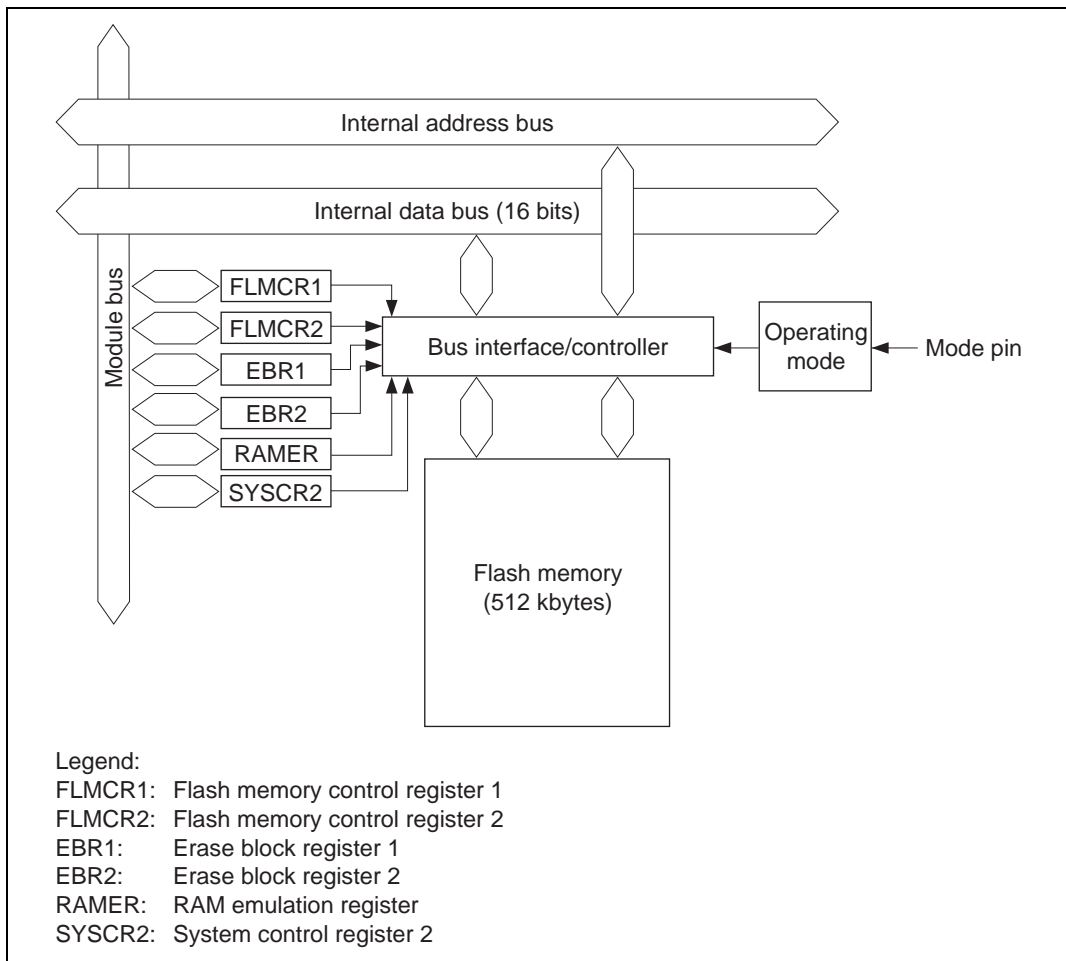 Internal address bus
Internal data bus (16 bits)
Module bus
FLMCR1
FLMCR2
EBR1
EBR2
RAMER
SYSCR2
Bus interface/controller
Operating
mode
Mode pin
Flash memory
(512 kbytes)
Legend:
FLMCR1: Flash memory control register 1
FLMCR2: Flash memory control register 2
EBR1: Erase block register 1
EBR2: Erase block register 2
RAMER: RAM emulation register
SYSCR2: System control register 2